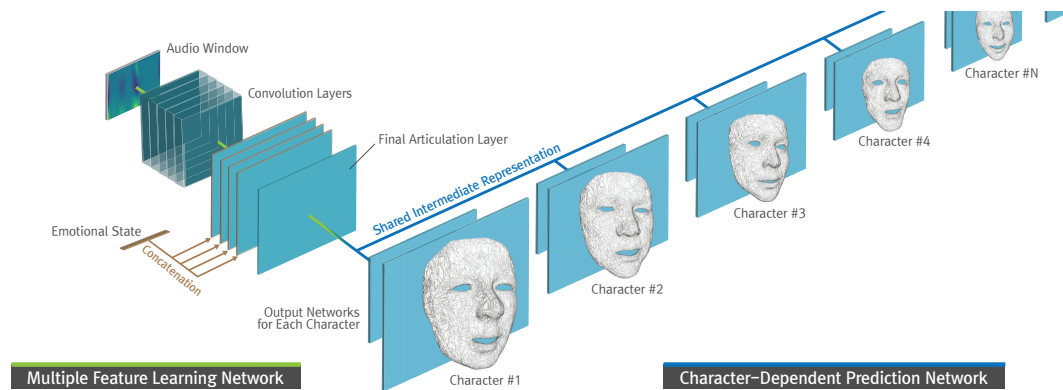 Audio Window
Convolution Layers
Final Articulation Layer
Emotional State
Concatenation
Shared Intermediate Representation
Output Networks
for Each Character
Character #1
Character #2
Character #3
Character #4
Character #N
Multiple Feature Learning Network
Character-Dependent Prediction Network